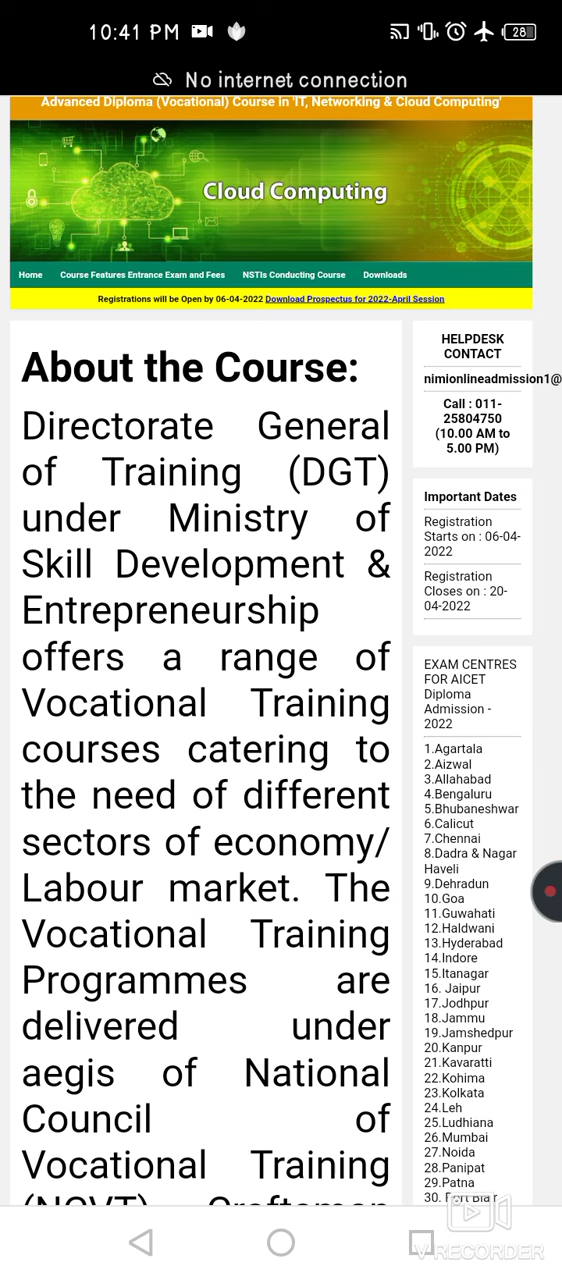 10:41 PM
28
No internet connection
Advanced Diploma (Vocational) Course in 'IT, Networking & Cloud Computing'
Cloud Computing
Home Course Features Entrance Exam and Fees NSTIs Conducting Course Downloads
Registrations will be Open by 06-04-2022 Download Prospectus for 2022-April Session
About the Course:
Directorate General
of Training (DGT)
under Ministry of
Skill Development &
Entrepreneurship
offers a range of
Vocational Training
courses catering to
the need of different
sectors of economy/
Labour market. The
Vocational Training
Programmes are
delivered under
aegis of National
Council of
Vocational Training
(NCVT). Craftsmen
HELPDESK
CONTACT
nimionlineadmission1@
Call : 011-
25804750
(10.00 AM to
5.00 PM)
Important Dates
Registration
Starts on : 06-04-
2022
Registration
Closes on : 20-
04-2022
EXAM CENTRES
FOR AICET
Diploma
Admission -
2022
1.Agartala
2.Aizwal
3.Allahabad
4.Bengaluru
5.Bhubaneshwar
6.Calicut
7.Chennai
8.Dadra & Nagar
Haveli
9.Dehradun
10.Goa
11.Guwahati
12.Haldwani
13.Hyderabad
14.Indore
15.Itanagar
16. Jaipur
17.Jodhpur
18.Jammu
19.Jamshedpur
20.Kanpur
21.Kavaratti
22.Kohima
23.Kolkata
24.Leh
25.Ludhiana
26.Mumbai
27.Noida
28.Panipat
29.Patna
30. Port Blair
V RECORDER